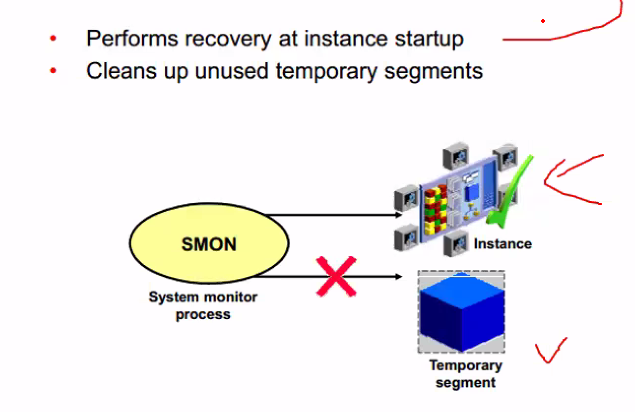 Performs recovery at instance startup
Cleans up unused temporary segments
SMON
Instance
System monitor
process
Temporary
segment